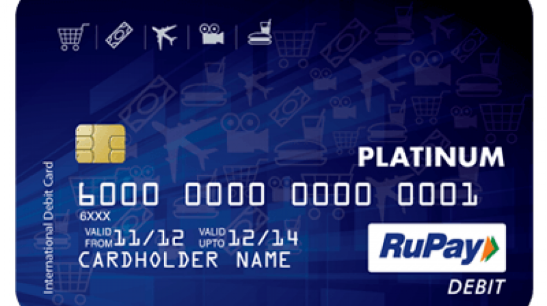 PLATINUM
International Debit Card
6000 0000 0000 0001
6XXX
VALID FROM 11/12 VALID UPTO 12/14
CARDHOLDER NAME
RuPay
DEBIT